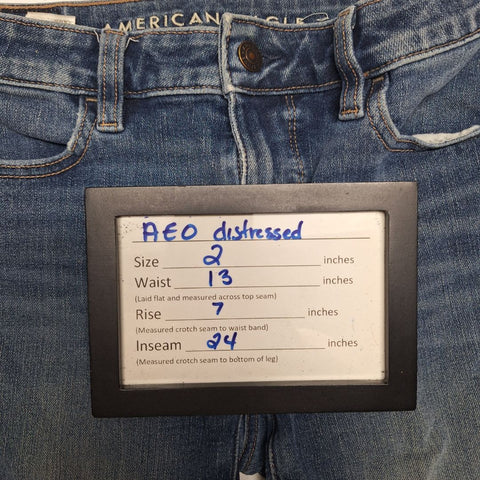 AMERICAN
AEO distressed
Size 2 inches
Waist 13 inches
(Laid flat and measured across top seam)
Rise 7 inches
(Measured crotch seam to waist band)
Inseam 24 inches
(Measured crotch seam to bottom of leg)